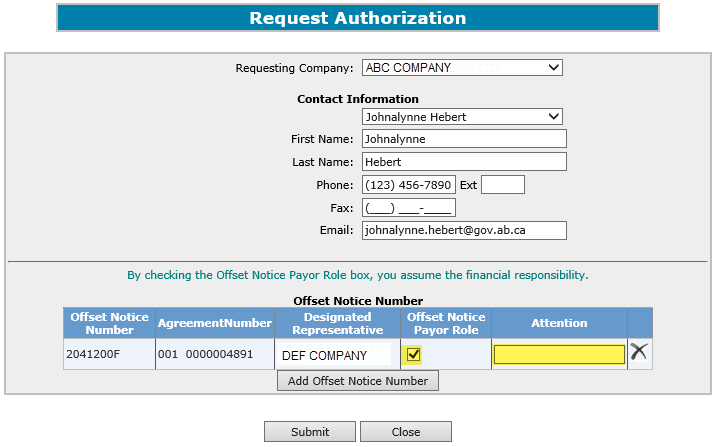 Request Authorization
Requesting Company: ABC COMPANY
Contact Information
Johnalynne Hebert
First Name: Johnalynne
Last Name: Hebert
Phone: (123) 456-7890 Ext
Fax: (___) ___-____
Email: johnalynne.hebert@gov.ab.ca
By checking the Offset Notice Payor Role box, you assume the financial responsibility.
Offset Notice Number
Offset Notice Number AgreementNumber Designated Representative Offset Notice Payor Role Attention
2041200F 001 0000004891 DEF COMPANY
Add Offset Notice Number
Submit Close